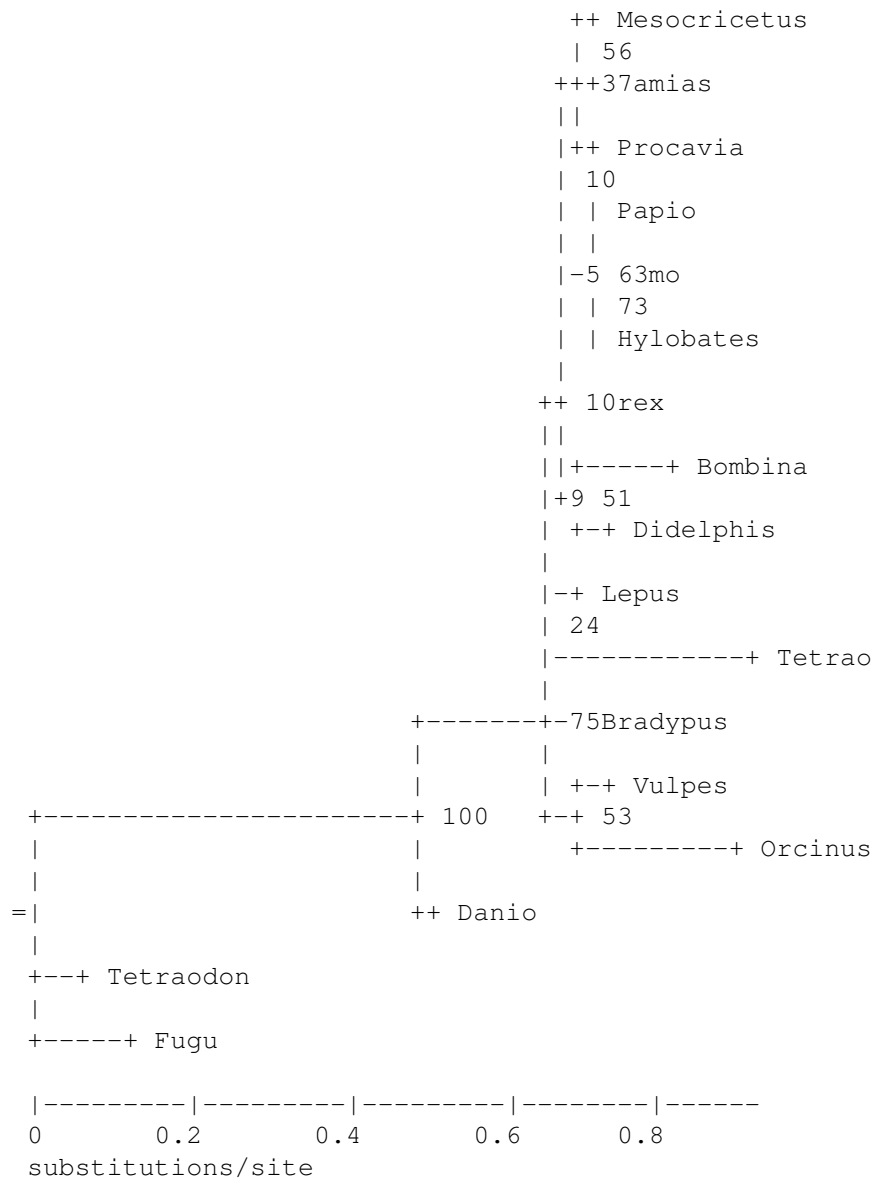 ++ Mesocricetus
| 56
+++37amias
||
|++ Procavia
| 10
| | Papio
| |
|-5 63mo
| | 73
| | Hylobates
|
++ 10rex
||
||+-----+ Bombina
|+9 51
| +-+ Didelphis
|
|-+ Lepus
| 24
|------------+ Tetrao
|
+-------+-75Bradypus
| |
| | +-+ Vulpes
+-----------------------+ 100 +-+ 53
| | +---------+ Orcinus
| |
=| ++ Danio
|
+--+ Tetraodon
|
+-----+ Fugu
|---------|---------|---------|--------|------
0 0.2 0.4 0.6 0.8
substitutions/site